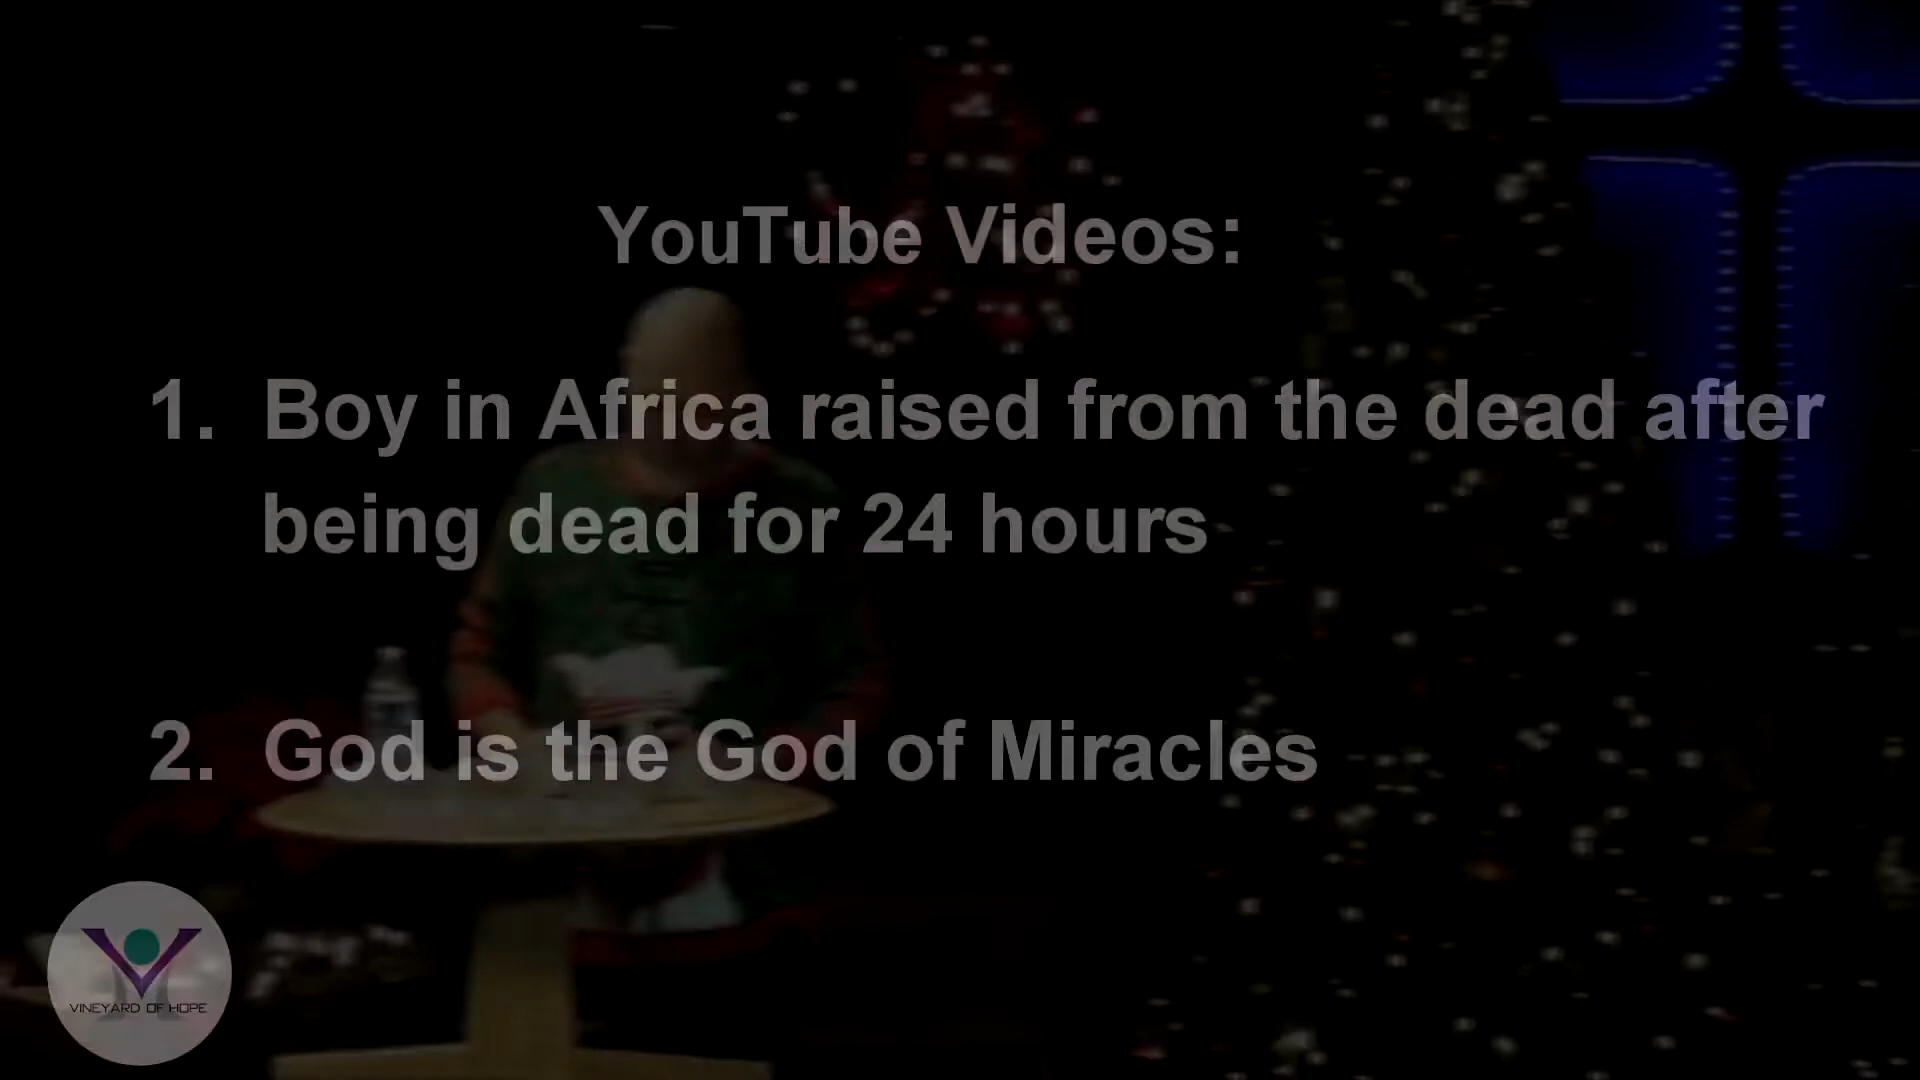 YouTube Videos:
1. Boy in Africa raised from the dead after
being dead for 24 hours
2. God is the God of Miracles
VINEYARD OF HOPE